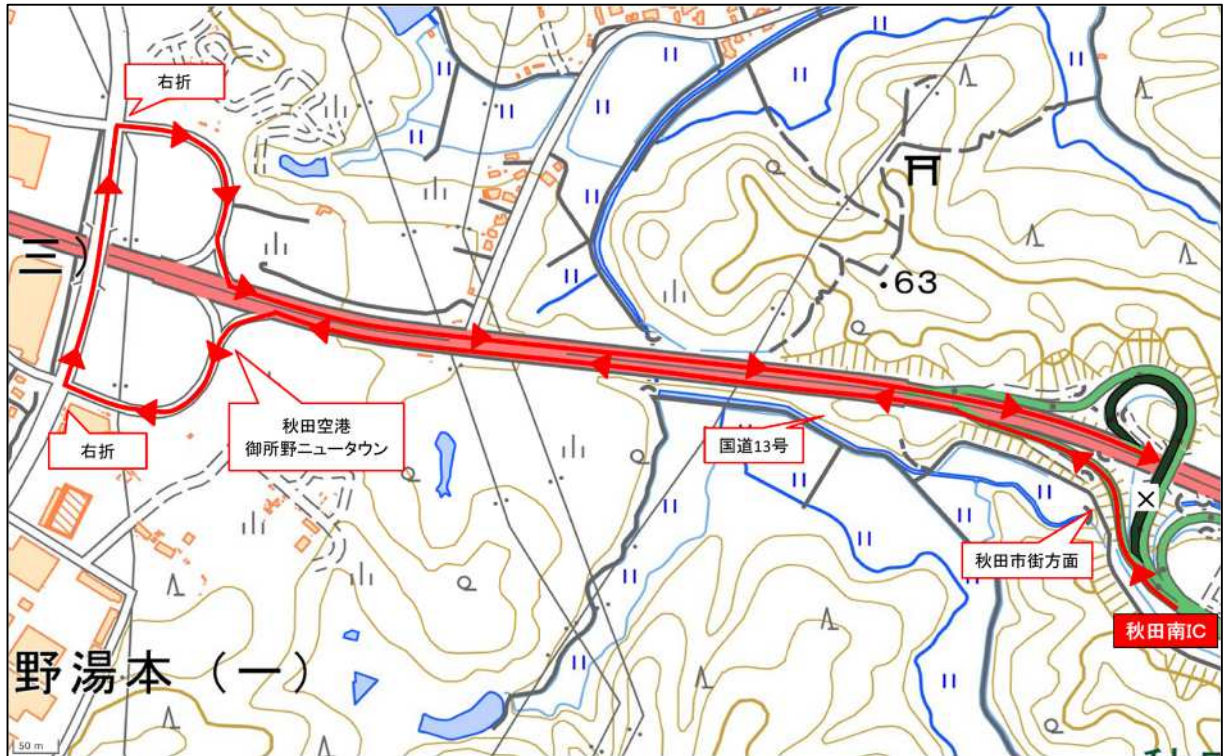 右折
三)
・63
秋田空港
御所野ニュータウン
国道13号
右折
秋田市街方面
秋田南IC
野湯本(一)
50 m